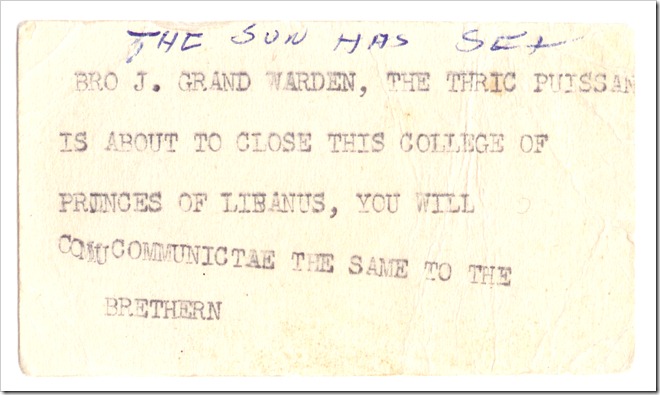 THE SUN HAS SET
BRO J. GRAND WARDEN, THE THRIC PUISSAN
IS ABOUT TO CLOSE THIS COLLEGE OF
PRINCES OF LIBANUS, YOU WILL
COMUCOMMUNICTAE THE SAME TO THE
BRETHERN